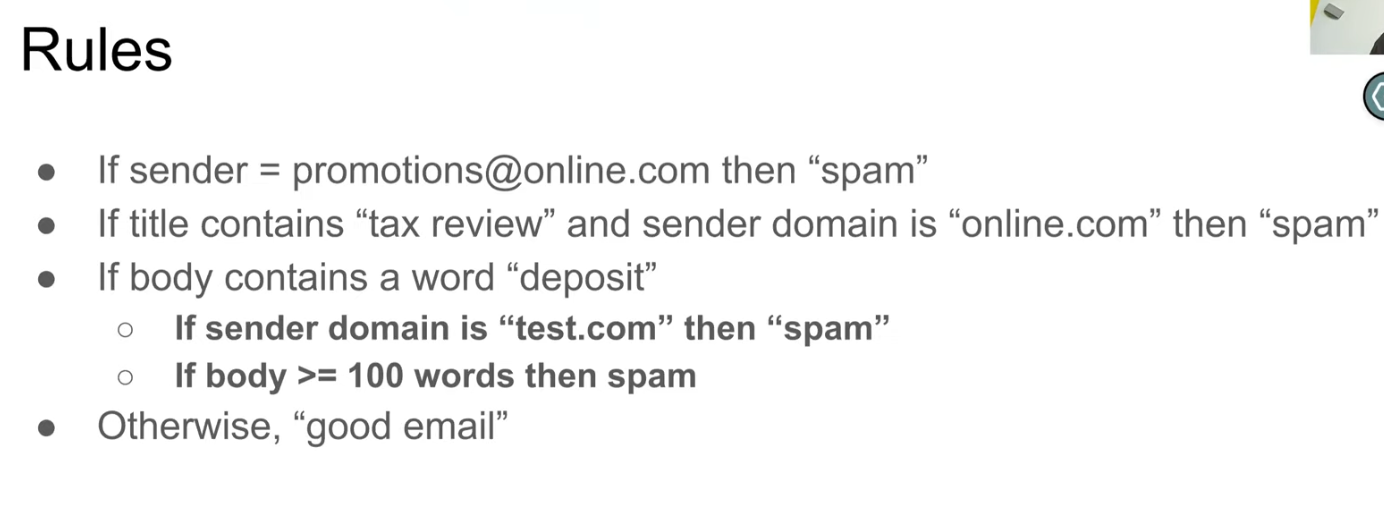 Rules
● If sender = promotions@online.com then “spam”
● If title contains “tax review” and sender domain is “online.com” then “spam”
● If body contains a word “deposit”
○ If sender domain is “test.com” then “spam”
○ If body >= 100 words then spam
● Otherwise, “good email”